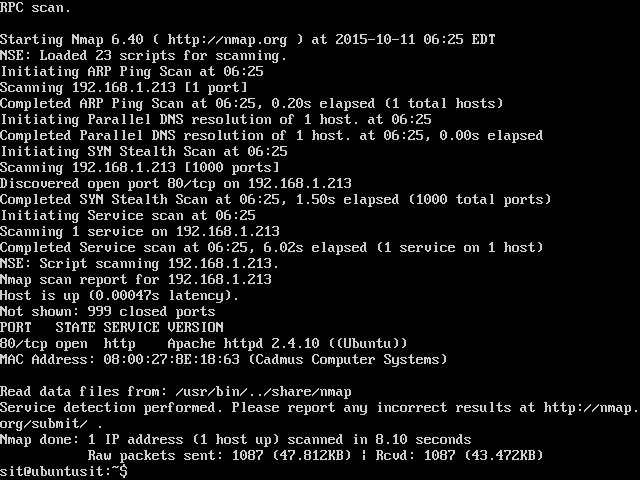 RPC scan.
Starting Nmap 6.40 ( http://nmap.org ) at 2015-10-11 06:25 EDT
NSE: Loaded 23 scripts for scanning.
Initiating ARP Ping Scan at 06:25
Scanning 192.168.1.213 [1 port]
Completed ARP Ping Scan at 06:25, 0.20s elapsed (1 total hosts)
Initiating Parallel DNS resolution of 1 host. at 06:25
Completed Parallel DNS resolution of 1 host. at 06:25, 0.00s elapsed
Initiating SYN Stealth Scan at 06:25
Scanning 192.168.1.213 [1000 ports]
Discovered open port 80/tcp on 192.168.1.213
Completed SYN Stealth Scan at 06:25, 1.50s elapsed (1000 total ports)
Initiating Service scan at 06:25
Scanning 1 service on 192.168.1.213
Completed Service scan at 06:25, 6.02s elapsed (1 service on 1 host)
NSE: Script scanning 192.168.1.213.
Nmap scan report for 192.168.1.213
Host is up (0.00047s latency).
Not shown: 999 closed ports
PORT   STATE SERVICE VERSION
80/tcp open  http    Apache httpd 2.4.10 ((Ubuntu))
MAC Address: 08:00:27:8E:18:63 (Cadmus Computer Systems)
Read data files from: /usr/bin/../share/nmap
Service detection performed. Please report any incorrect results at http://nmap.
org/submit/ .
Nmap done: 1 IP address (1 host up) scanned in 8.10 seconds
           Raw packets sent: 1087 (47.812KB) | Rcvd: 1087 (43.472KB)
sit@ubuntusit:~$